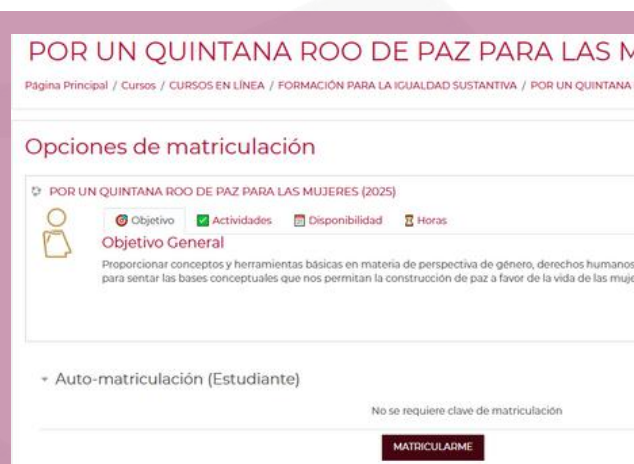 POR UN QUINTANA ROO DE PAZ PARA LAS
Página Principal / Cursos / CURSOS EN LÍNEA / FORMACIÓN PARA LA IGUALDAD SUSTANTIVA / POR UN QUINTANA
Opciones de matriculación
POR UN QUINTANA ROO DE PAZ PARA LAS MUJERES (2025)
Objetivo Actividades Disponibilidad Horas
Objetivo General
Proporcionar conceptos y herramientas básicas en materia de perspectiva de género, derechos humanos
para sentar las bases conceptuales que nos permitan la construcción de paz a favor de la vida de las muje
Auto-matriculación (Estudiante)
No se requiere clave de matriculación
MATRICULARME